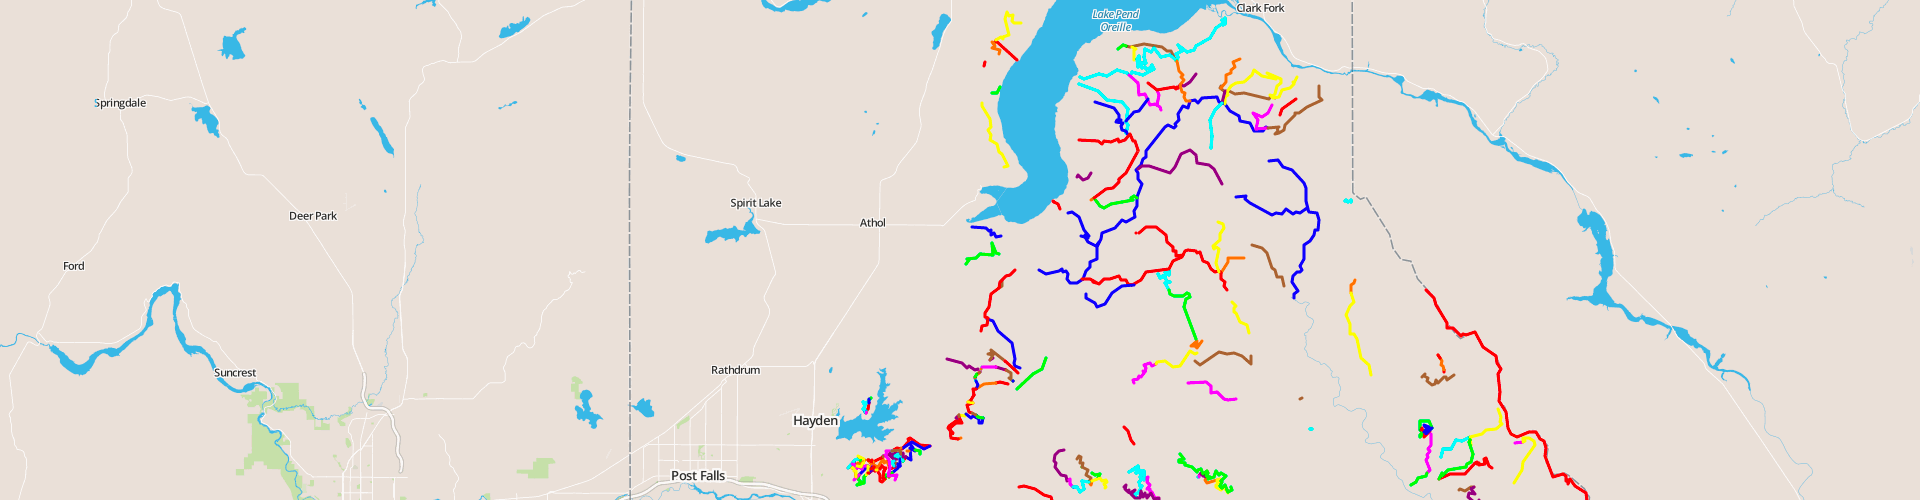 Clark Fork
Lake Pend
Oreille
Springdale
Spirit Lake
Deer Park
Athol
Ford
Rathdrum
Suncrest
Hayden
Post Falls